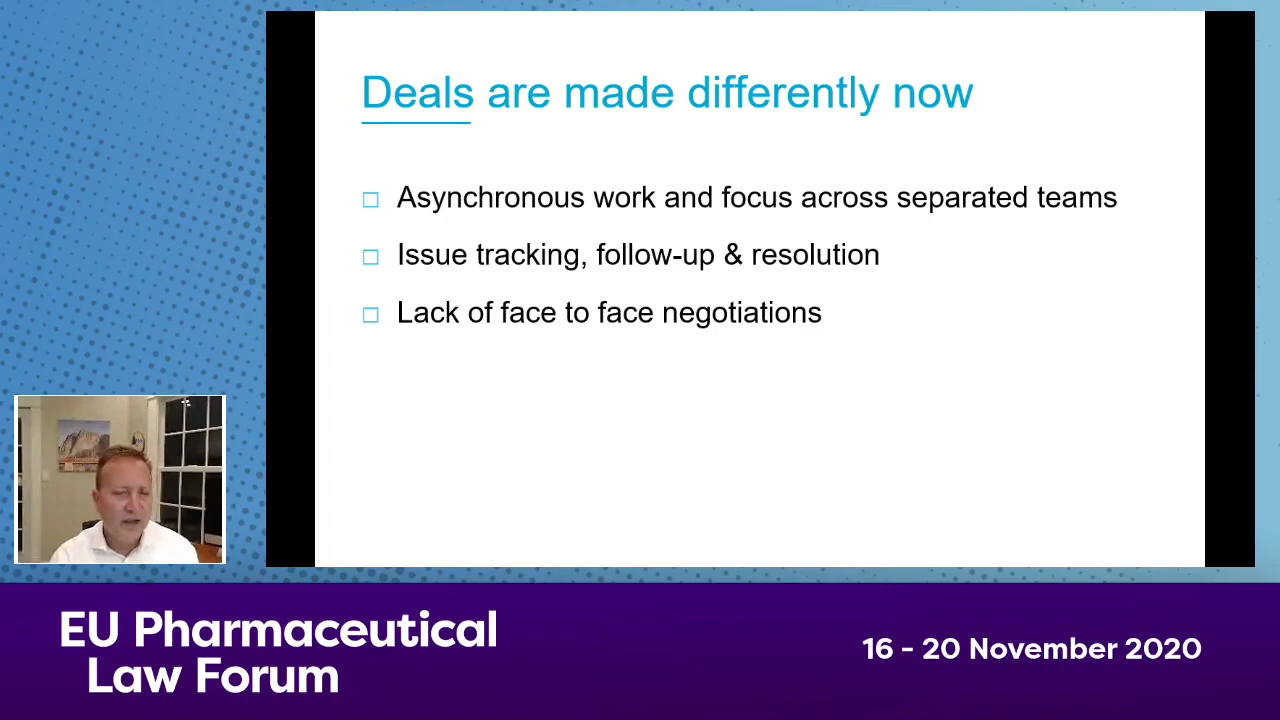 Deals are made differently now
Asynchronous work and focus across separated teams
Issue tracking, follow-up & resolution
Lack of face to face negotiations
EU Pharmaceutical
Law Forum
16 - 20 November 2020